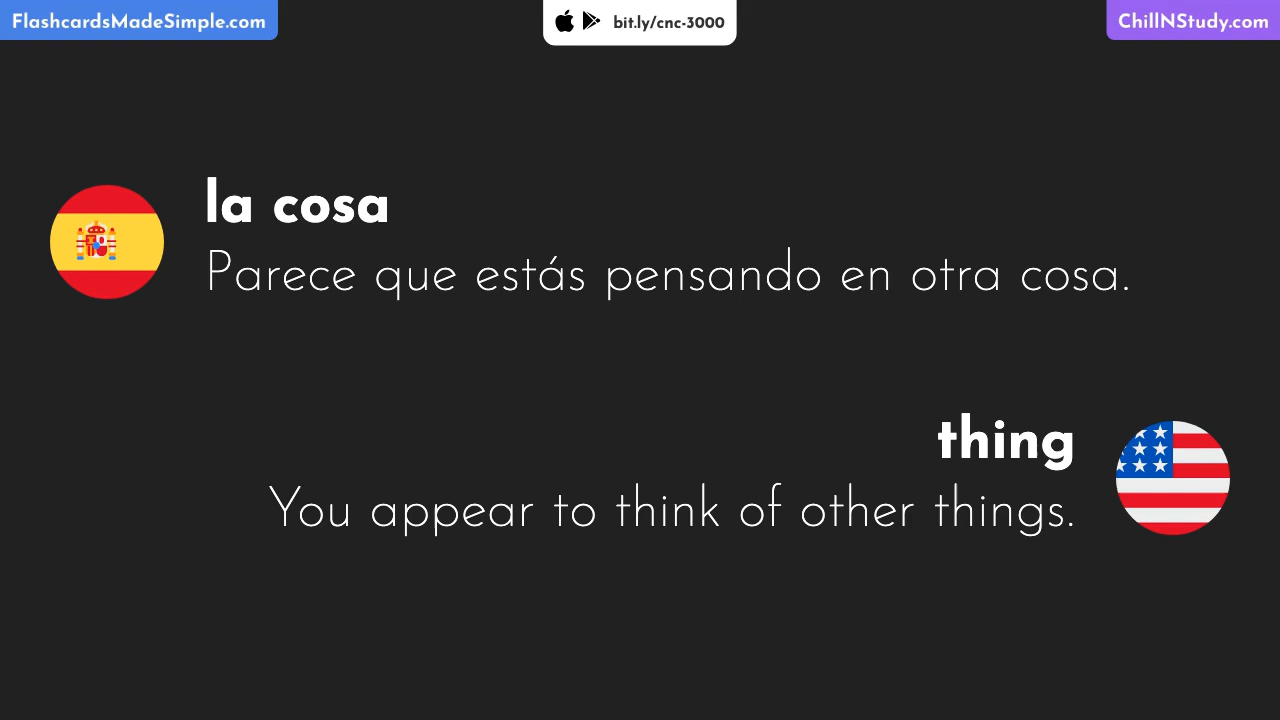 FlashcardsMadeSimple.com
bit.ly/cnc-3000
ChillNStudy.com
la cosa
Parece que estás pensando en otra cosa.
thing
You appear to think of other things.